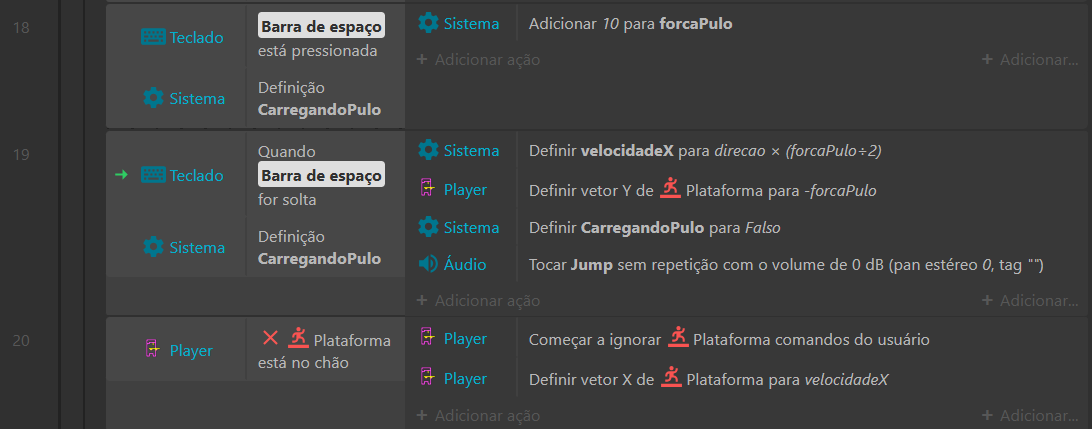 18
Teclado
Barra de espaço
está pressionada
Sistema
Definição
CarregandoPulo
Sistema
Adicionar 10 para forcaPulo
+ Adicionar ação
+ Adicionar...
19
Teclado
Quando
Barra de espaço
for solta
Sistema
Definição
CarregandoPulo
Sistema
Definir velocidadeX para direcao × (forcaPulo÷2)
Player
Definir vetor Y de Plataforma para -forcaPulo
Sistema
Definir CarregandoPulo para Falso
Áudio
Tocar Jump sem repetição com o volume de 0 dB (pan estéreo 0, tag "")
+ Adicionar ação
+ Adicionar...
20
Player
Plataforma
está no chão
Player
Começar a ignorar Plataforma comandos do usuário
Player
Definir vetor X de Plataforma para velocidadeX
+ Adicionar ação
+ Adicionar...